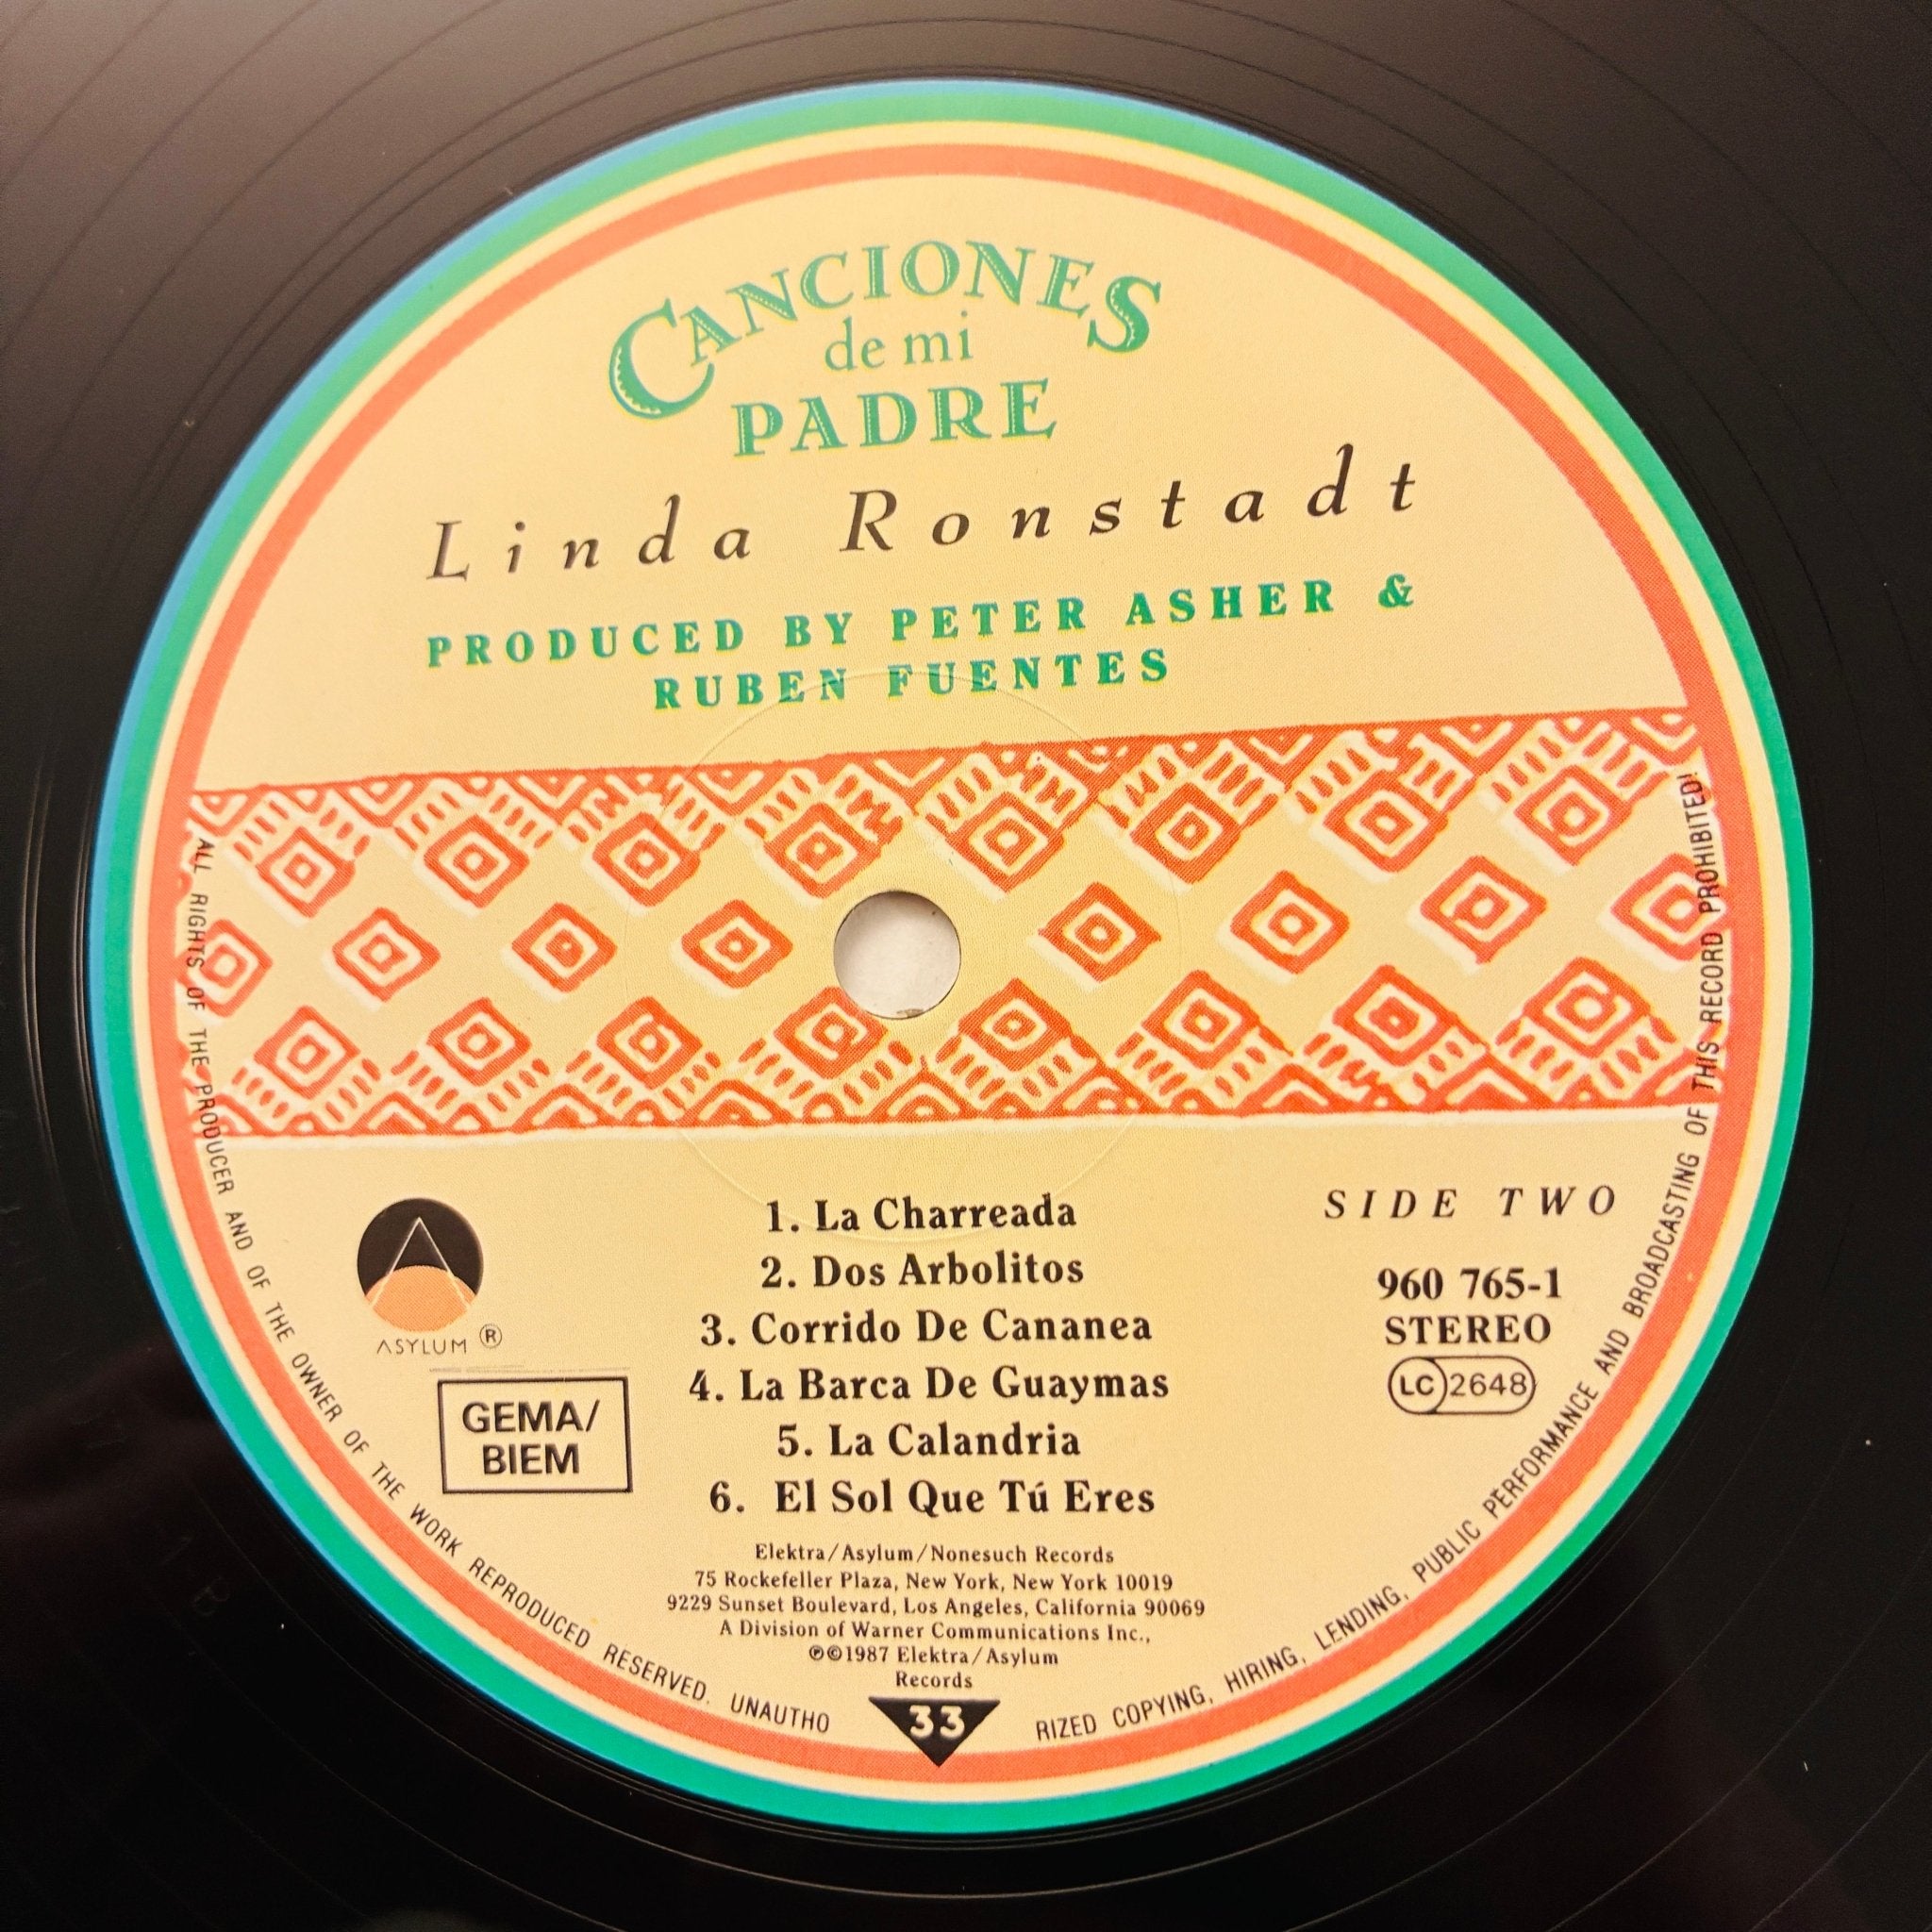 CANCIONES
de mi
PADRE
Linda Ronstadt
PRODUCED BY PETER ASHER &
RUBEN FUENTES
SIDE TWO
960 765-1
STEREO
LC 2648
ASYLUM ®
GEMA/
BIEM
1. La Charreada
2. Dos Arbolitos
3. Corrido De Cananea
4. La Barca De Guaymas
5. La Calandria
6. El Sol Que Tú Eres
Elektra/Asylum/Nonesuch Records
75 Rockefeller Plaza, New York, New York 10019
9229 Sunset Boulevard, Los Angeles, California 90069
A Division of Warner Communications Inc.,
℗©1987 Elektra/Asylum
Records
33
ALL RIGHTS OF THE PRODUCER AND OF THE OWNER OF THE WORK REPRODUCED RESERVED. UNAUTHO
RIZED COPYING, HIRING, LENDING, PUBLIC PERFORMANCE AND BROADCASTING OF THIS RECORD PROHIBITED!